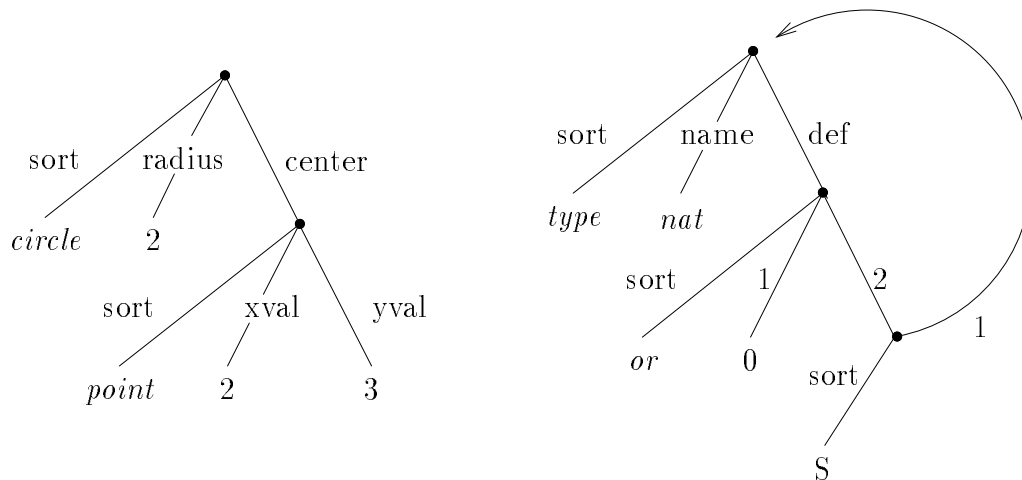 sort radius center
circle 2
sort xval yval
point 2 3
sort name def
type nat
sort 1 2
or 0 1
sort
S